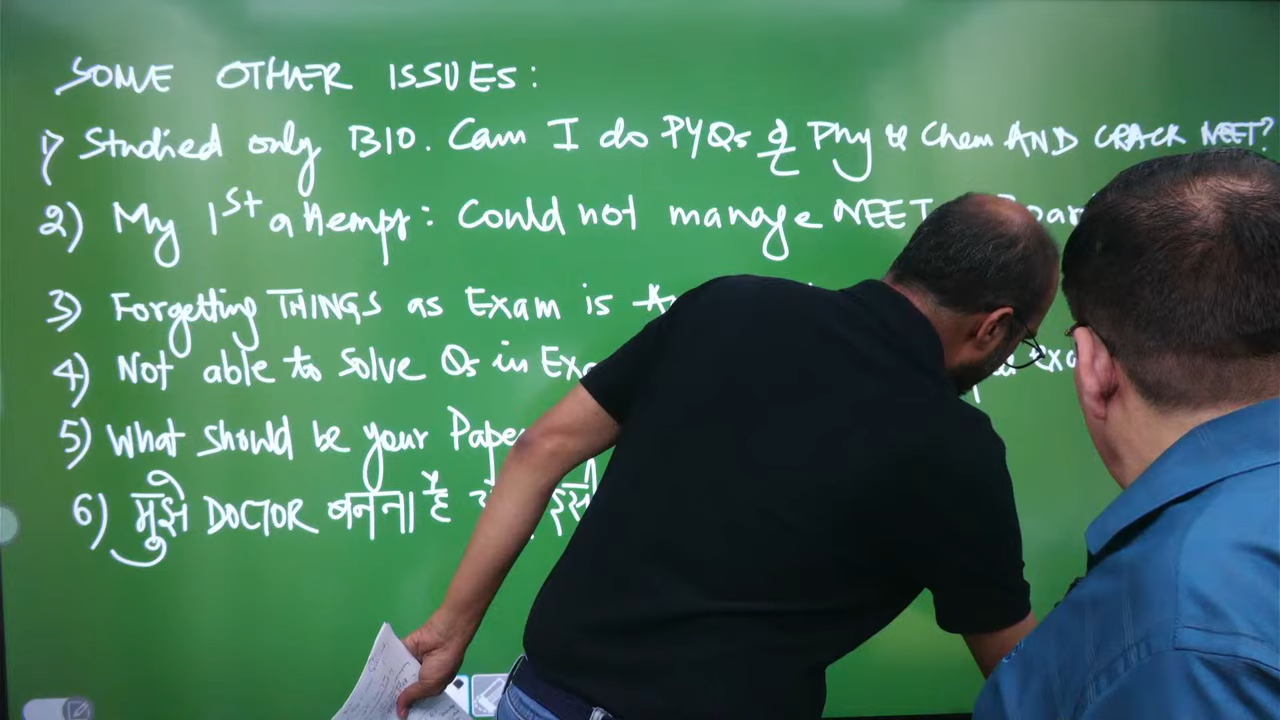 SOME OTHER ISSUES:
1) Studied only BIO. Can I do PYQs of Phy & Chem AND CRACK NEET?
2) My 1st attempt: Could not manage NEET
3) Forgetting THINGS as Exam is
4) Not able to solve Qs in
5) What should be your
6) मुझे DOCTOR बनना है